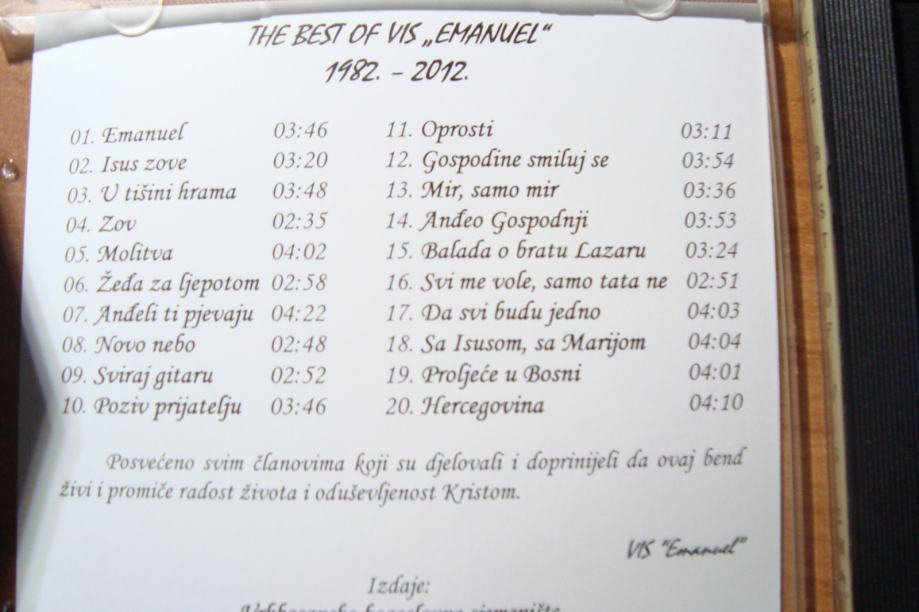 THE BEST OF VIS „EMANUEL“
1982. – 2012.
01. Emanuel 03:46
02. Isus zove 03:20
03. U tišini hrama 03:48
04. Zov 02:35
05. Molitva 04:02
06. Žeđa za ljepotom 02:58
07. Anđeli ti pjevaju 04:22
08. Novo nebo 02:48
09. Sviraj gitaru 02:52
10. Poziv prijatelju 03:46
11. Oprosti 03:11
12. Gospodine smiluj se 03:54
13. Mir, samo mir 03:36
14. Anđeo Gospodnji 03:53
15. Balada o bratu Lazaru 03:24
16. Svi me vole, samo tata ne 02:51
17. Da svi budu jedno 04:03
18. Sa Isusom, sa Marijom 04:04
19. Proljeće u Bosni 04:01
20. Hercegovina 04:10
Posvećeno svim članovima koji su djelovali i doprinijeli da ovaj bend
živi i promiče radost života i oduševljenost Kristom.
VIS "Emanuel"
Izdaje: